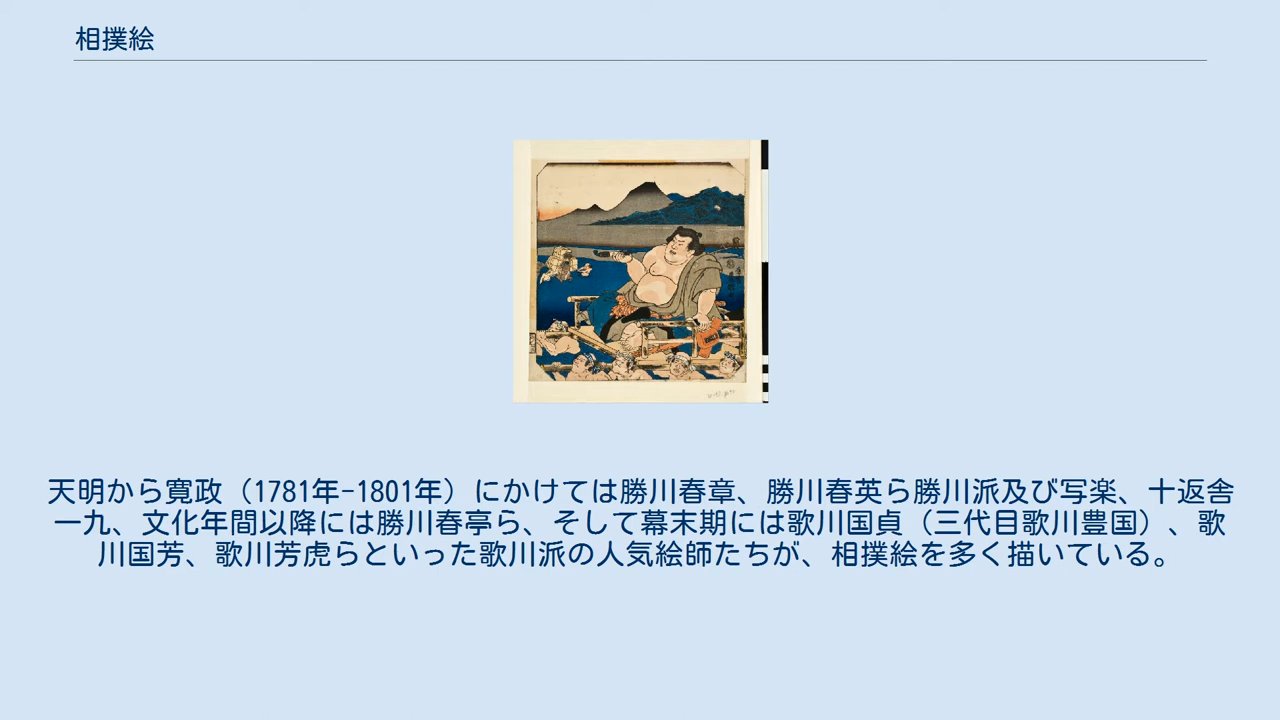 相撲絵
天明から寛政（1781年-1801年）にかけては勝川春章、勝川春英ら勝川派及び写楽、十返舎
一九、文化年間以降には勝川春亭ら、そして幕末期には歌川国貞（三代目歌川豊国）、歌
川国芳、歌川芳虎らといった歌川派の人気絵師たちが、相撲絵を多く描いている。